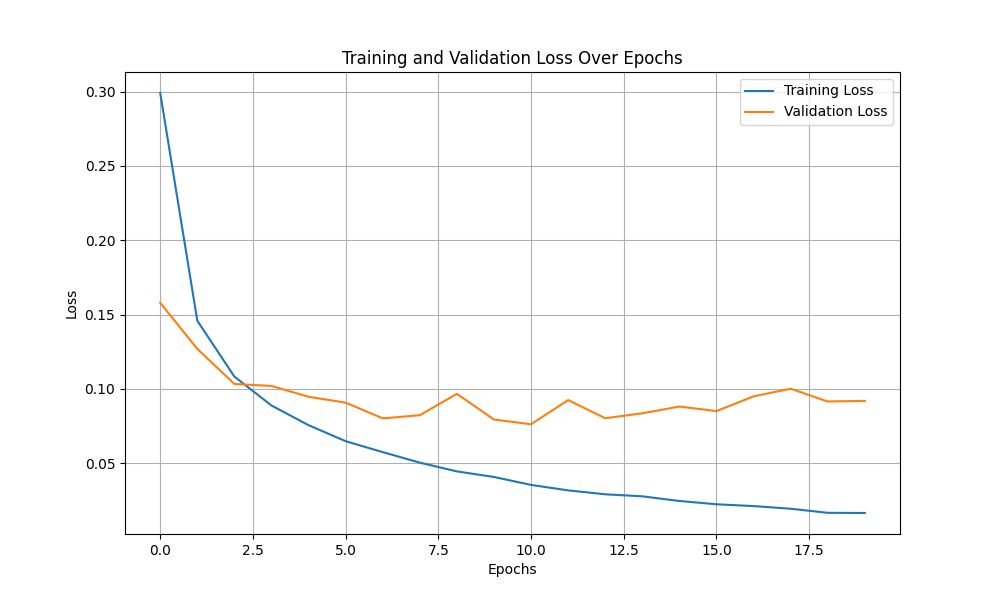 Training and Validation Loss Over Epochs
Training Loss
Validation Loss
0.30
0.25
0.20
0.15
0.10
0.05
Loss
0.0 2.5 5.0 7.5 10.0 12.5 15.0 17.5
Epochs